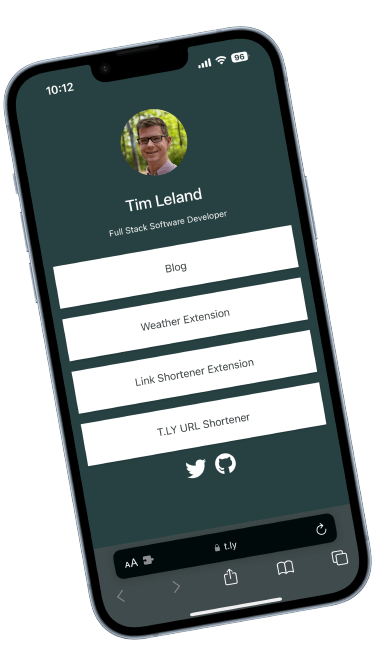 10:12
96
Tim Leland
Full Stack Software Developer
Blog
Weather Extension
Link Shortener Extension
T.LY URL Shortener
AA
t.ly